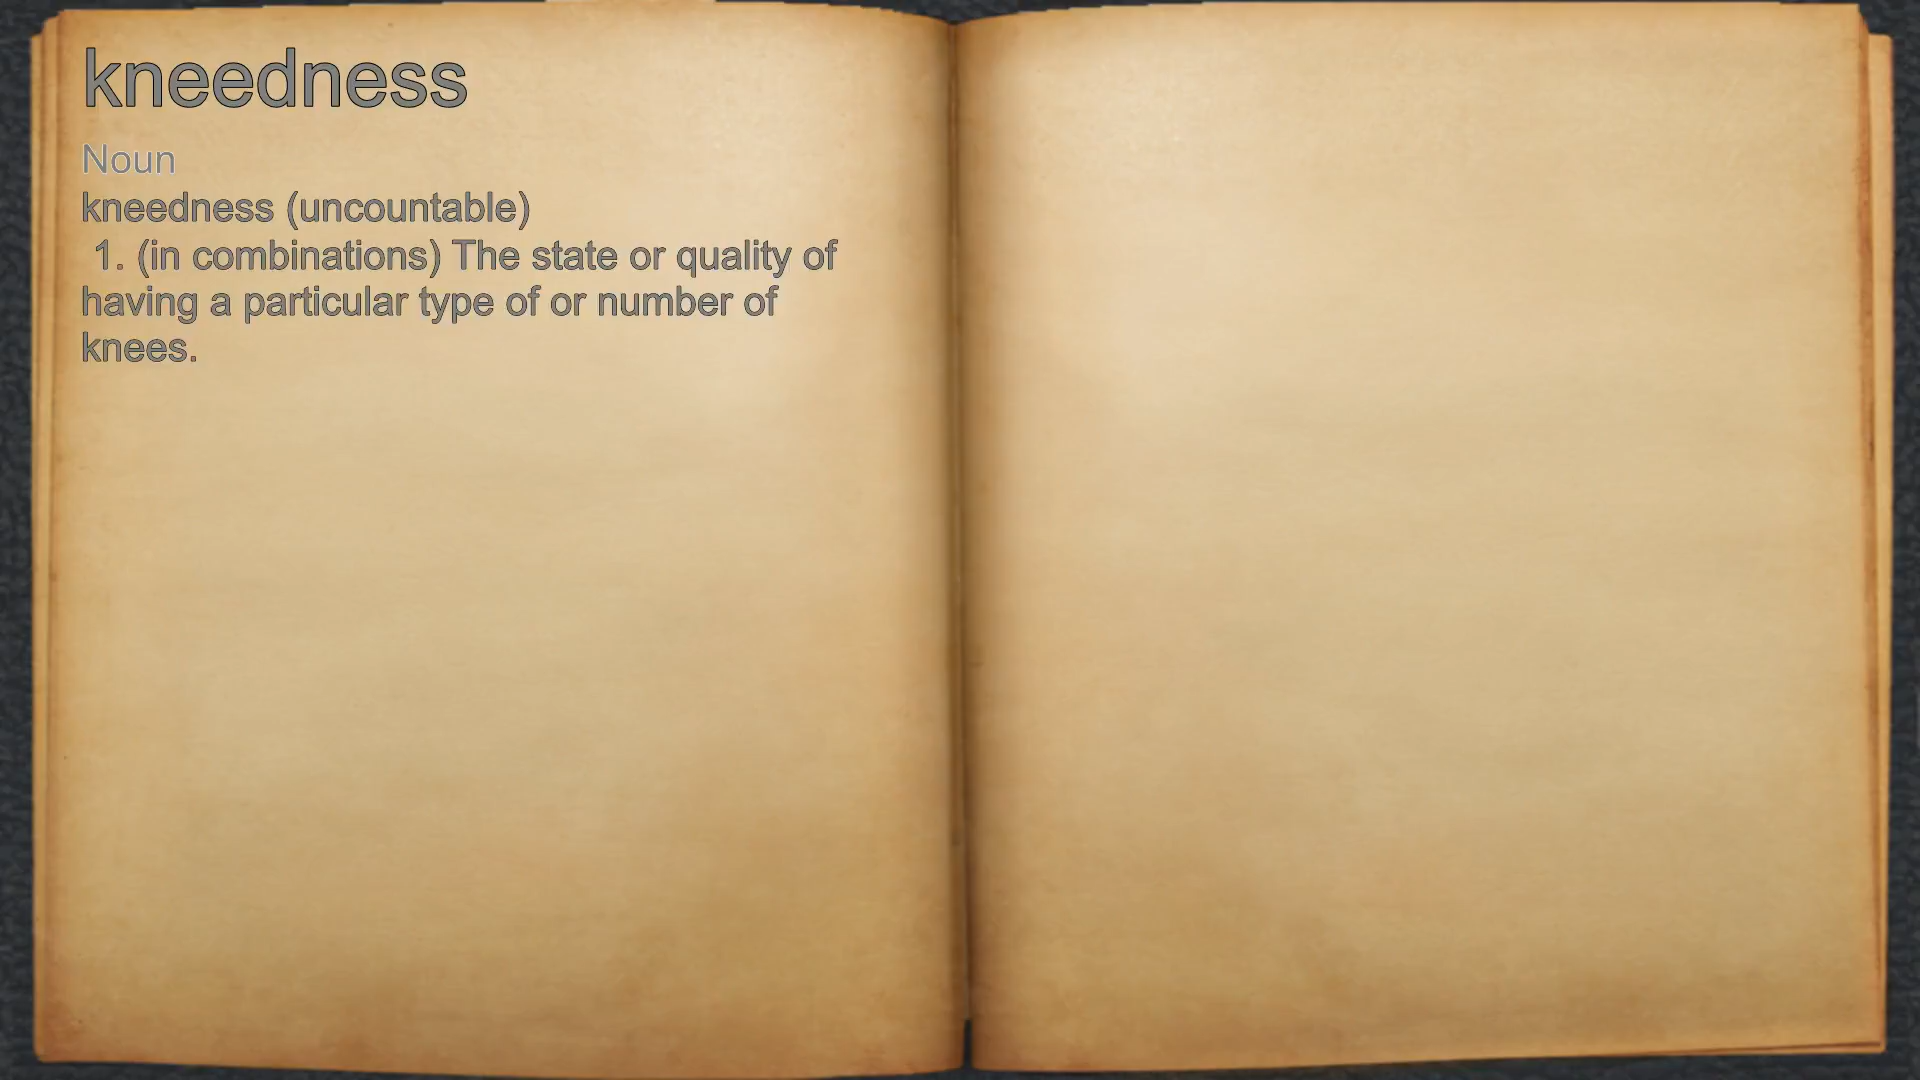 kneedness
Noun
kneedness (uncountable)
1. (in combinations) The state or quality of
having a particular type of or number of
knees.